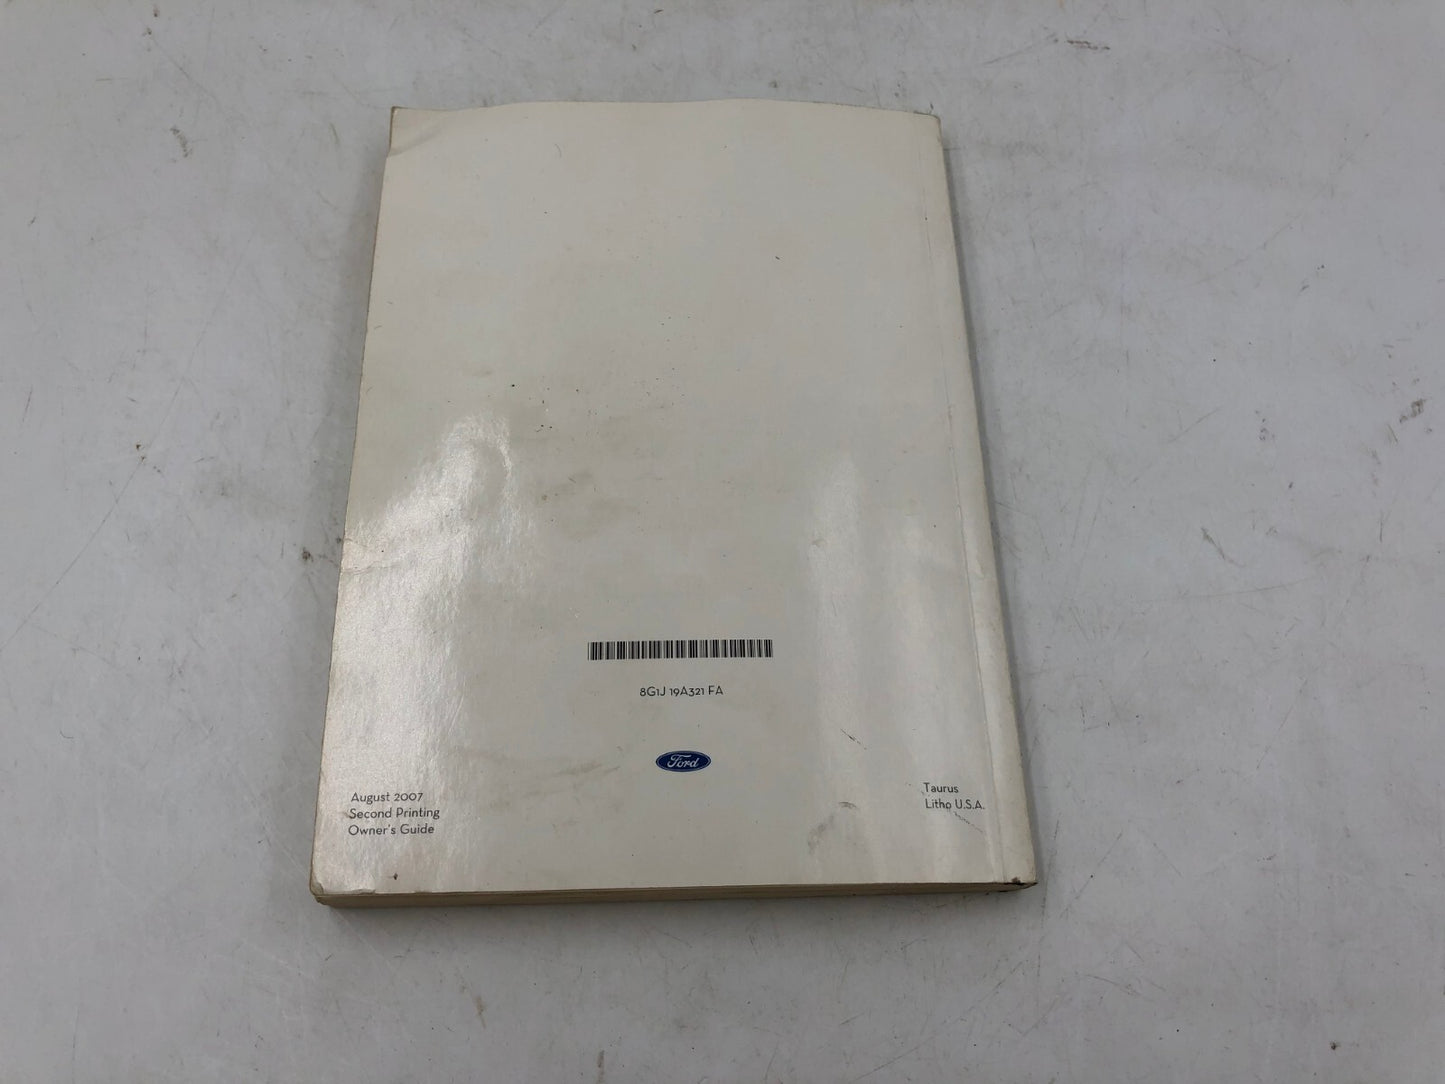 8G1J 19A321 FA
Ford
August 2007
Second Printing
Owner's Guide
Taurus
Litho U.S.A.